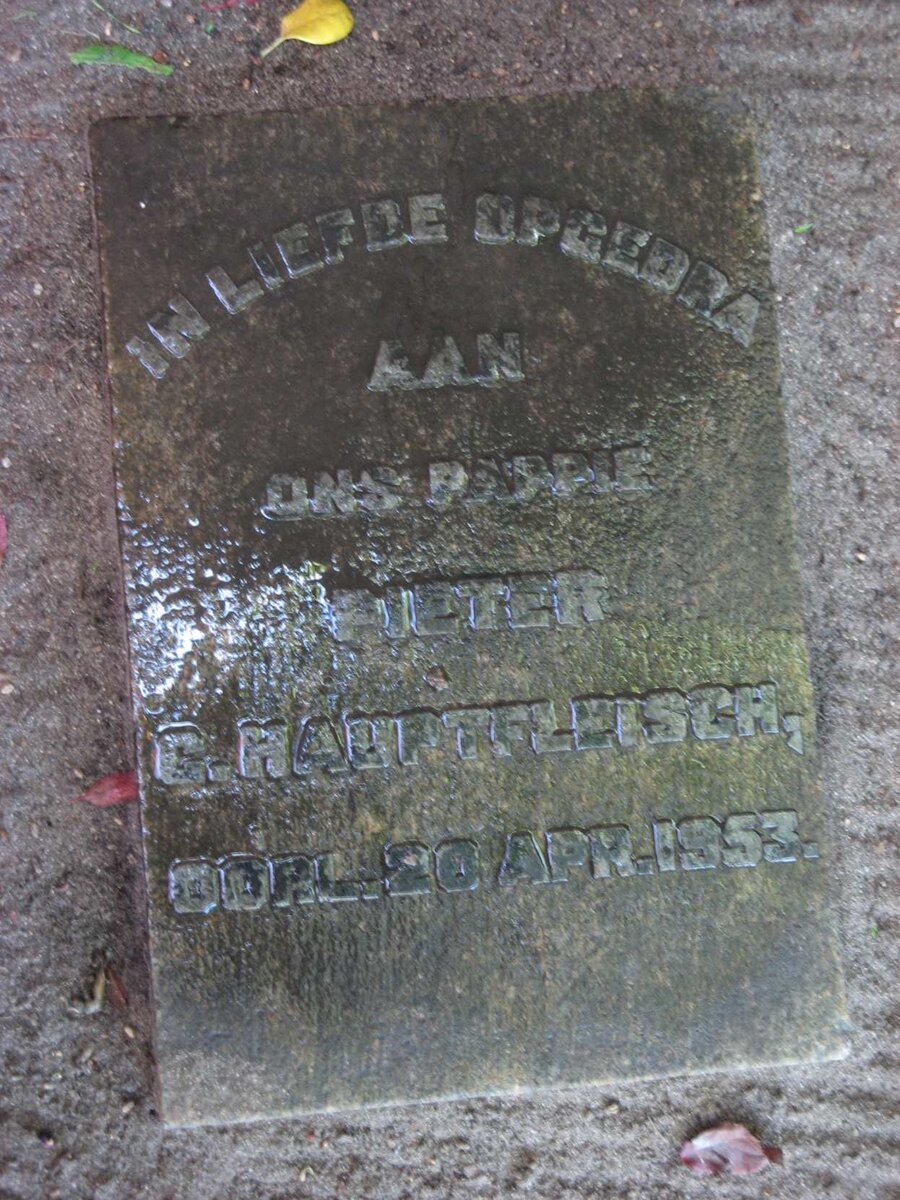 IN LIEFDE OPGEDRA
AAN
ONS PAPPIE
PIETER
C. HAUPTFLEISCH,
OORL. 20 APR. 1953.